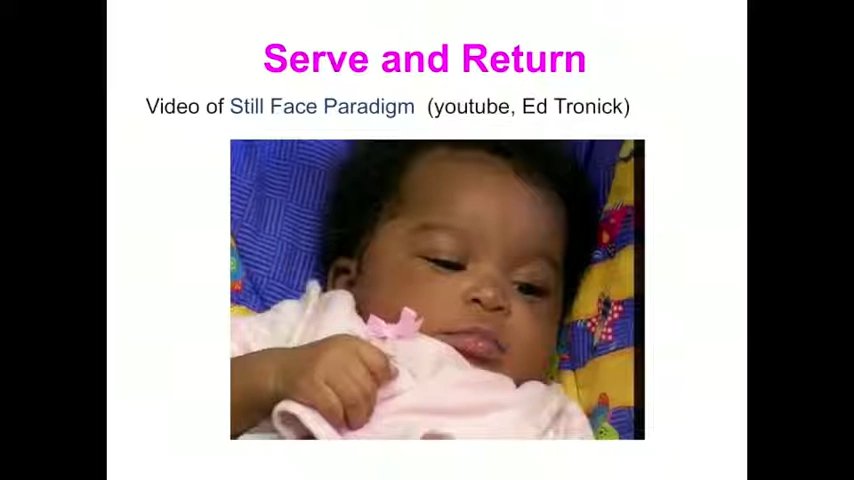 Serve and Return
Video of Still Face Paradigm (youtube, Ed Tronick)